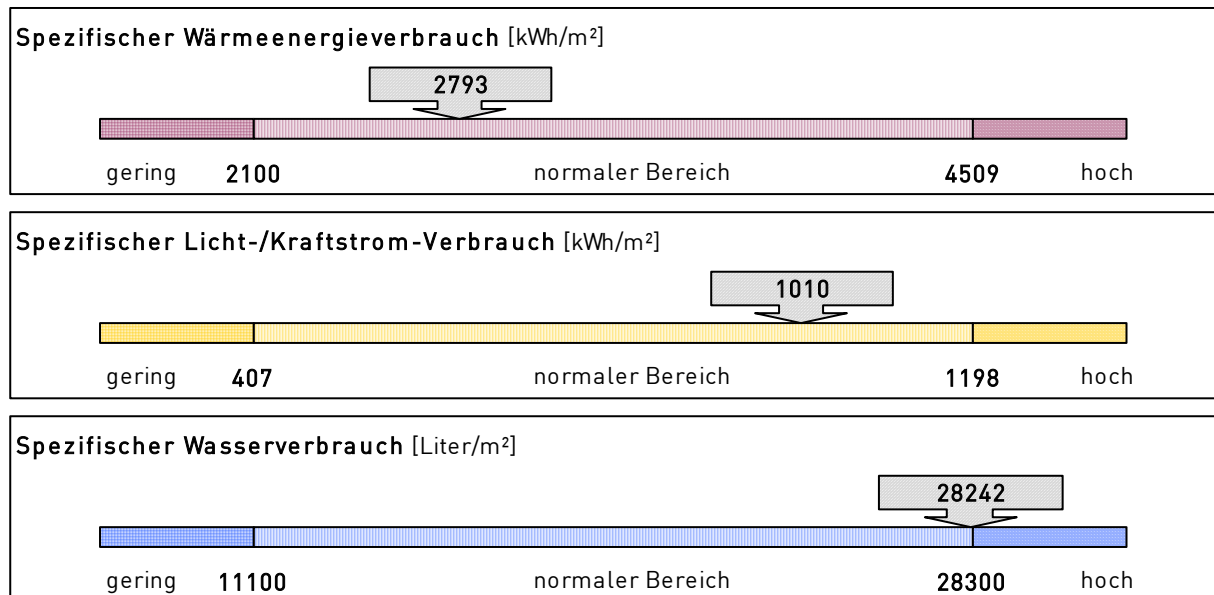 Spezifischer Wärmeenergieverbrauch [kWh/m²]
2793
gering 2100 normaler Bereich 4509 hoch
Spezifischer Licht-/Kraftstrom-Verbrauch [kWh/m²]
1010
gering 407 normaler Bereich 1198 hoch
Spezifischer Wasserverbrauch [Liter/m²]
28242
gering 11100 normaler Bereich 28300 hoch